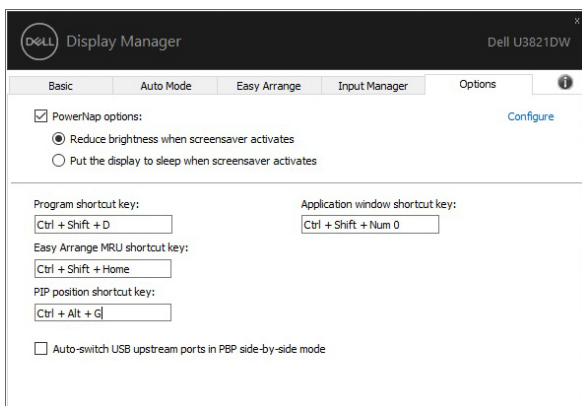 DELL Display Manager
Dell U3821DW
x
Basic Auto Mode Easy Arrange Input Manager Options
PowerNap options:
Configure
Reduce brightness when screensaver activates
Put the display to sleep when screensaver activates
Program shortcut key:
Application window shortcut key:
Ctrl + Shift + D
Ctrl + Shift + Num 0
Easy Arrange MRU shortcut key:
Ctrl + Shift + Home
PIP position shortcut key:
Ctrl + Alt + G
Auto-switch USB upstream ports in PBP side-by-side mode